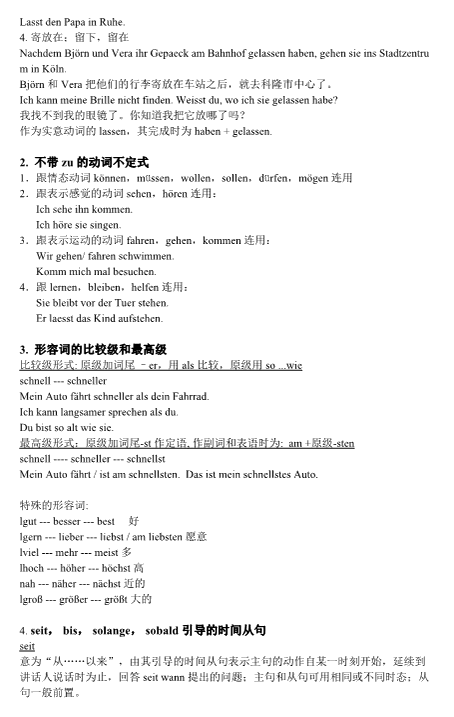 Lasst den Papa in Ruhe.
4. 寄放在；留下，留在
Nachdem Björn und Vera ihr Gepaeck am Bahnhof gelassen haben, gehen sie ins Stadtzentru
m in Köln.
Björn 和 Vera 把他们的行李寄放在车站之后，就去科隆市中心了。
Ich kann meine Brille nicht finden. Weisst du, wo ich sie gelassen habe?
我找不到我的眼镜了。你知道我把它放哪了吗？
作为实意动词的 lassen，其完成时为 haben + gelassen.
2. 不带 zu 的动词不定式
1．跟情态动词 können，m□ssen，wollen，sollen，d□rfen，mögen 连用
2．跟表示感觉的动词 sehen，hören 连用：
Ich sehe ihn kommen.
Ich höre sie singen.
3．跟表示运动的动词 fahren，gehen，kommen 连用：
Wir gehen/ fahren schwimmen.
Komm mich mal besuchen.
4．跟 lernen，bleiben，helfen 连用：
Sie bleibt vor der Tuer stehen.
Er laesst das Kind aufstehen.
3. 形容词的比较级和最高级
比较级形式: 原级加词尾 –er，用 als 比较，原级用 so ...wie
schnell --- schneller
Mein Auto fährt schneller als dein Fahrrad.
Ich kann langsamer sprechen als du.
Du bist so alt wie sie.
最高级形式：原级加词尾-st 作定语, 作副词和表语时为: am +原级-sten
schnell ---- schneller --- schnellst
Mein Auto fährt / ist am schnellsten. Das ist mein schnellstes Auto.
特殊的形容词:
lgut --- besser --- best 好
lgern --- lieber --- liebst / am liebsten 愿意
lviel --- mehr --- meist 多
lhoch --- höher --- höchst 高
nah --- näher --- nächst 近的
lgroß --- größer --- größt 大的
4. seit， bis， solange， sobald 引导的时间从句
seit
意为“从……以来”，由其引导的时间从句表示主句的动作自某一时刻开始，延续到
讲话人说话时为止，回答 seit wann 提出的问题；主句和从句可用相同或不同时态；从
句一般前置。